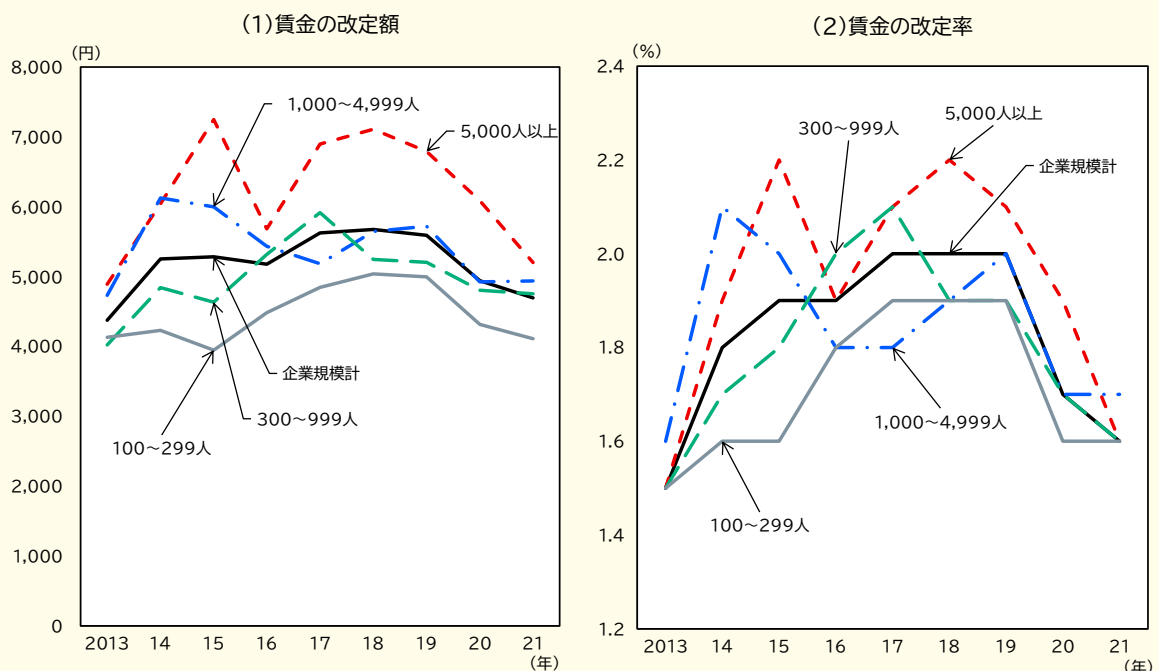 (1)賃金の改定額
(円)
8,000
7,000
6,000
5,000
4,000
3,000
2,000
1,000
0
1,000~4,999人
5,000人以上
企業規模計
300~999人
100~299人
2013 14 15 16 17 18 19 20 21
(年)
(2)賃金の改定率
(%)
2.4
2.2
2.0
1.8
1.6
1.4
1.2
300~999人
5,000人以上
企業規模計
1,000~4,999人
100~299人
2013 14 15 16 17 18 19 20 21
(年)